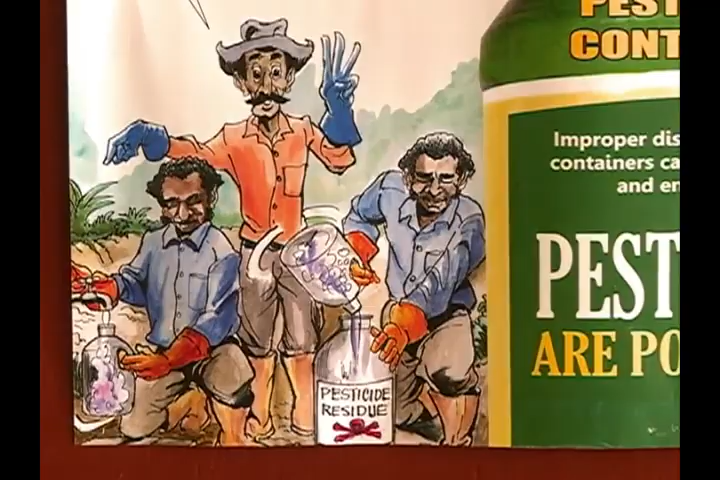 PEST
CONT
Improper dis
containers ca
and en
PEST
ARE PO
PESTICIDE
RESIDUE